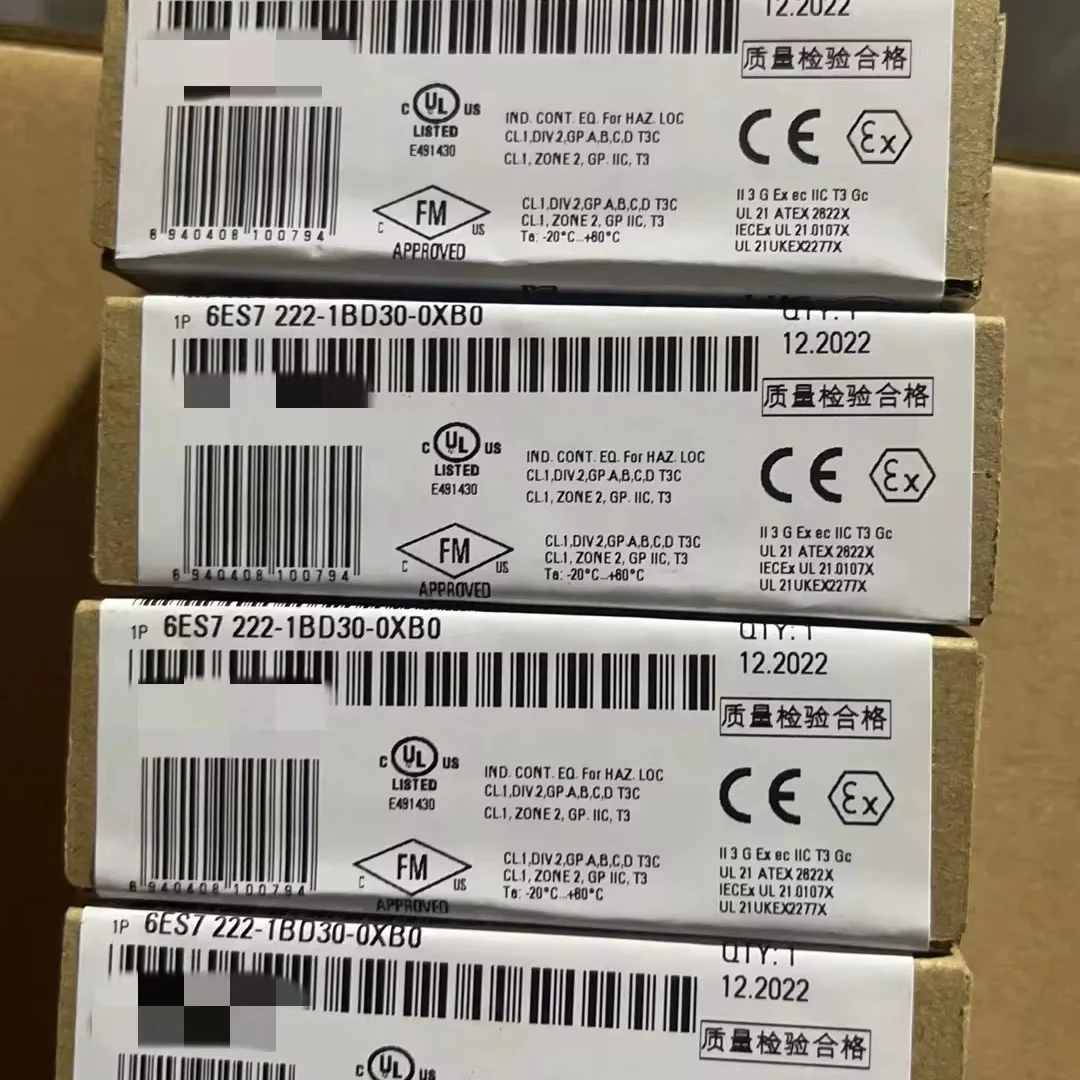 12.2022
质量检验合格
C UL US
LISTED
E491430
IND. CONT. EQ. For HAZ. LOC
CL.1,DIV.2,GP.A,B,C,D T3C
CL.1, ZONE 2, GP. IIC, T3
CE Ex
6 940408 100794
C FM US
APPROVED
CL.1,DIV.2,GP.A,B,C,D T3C
CL.1, ZONE 2, GP IIC, T3
Ta: -20°C...+60°C
II 3 G Ex ec IIC T3 Gc
UL 21 ATEX 2622X
IECEx UL 21.0107X
UL 21UKEX2277X
1P 6ES7 222-1BD30-0XB0
QTY: 1
12.2022
质量检验合格
C UL US
LISTED
E491430
IND. CONT. EQ. For HAZ. LOC
CL.1,DIV.2,GP.A,B,C,D T3C
CL.1, ZONE 2, GP. IIC, T3
CE Ex
6 940408 100794
C FM US
APPROVED
CL.1,DIV.2,GP.A,B,C,D T3C
CL.1, ZONE 2, GP IIC, T3
Ta: -20°C...+60°C
II 3 G Ex ec IIC T3 Gc
UL 21 ATEX 2622X
IECEx UL 21.0107X
UL 21UKEX2277X
1P 6ES7 222-1BD30-0XB0
QTY: 1
12.2022
质量检验合格
C UL US
LISTED
E491430
IND. CONT. EQ. For HAZ. LOC
CL.1,DIV.2,GP.A,B,C,D T3C
CL.1, ZONE 2, GP. IIC, T3
CE Ex
6 940408 100794
C FM US
APPROVED
CL.1,DIV.2,GP.A,B,C,D T3C
CL.1, ZONE 2, GP IIC, T3
Ta: -20°C...+60°C
II 3 G Ex ec IIC T3 Gc
UL 21 ATEX 2622X
IECEx UL 21.0107X
UL 21UKEX2277X
1P 6ES7 222-1BD30-0XB0
QTY: 1
12.2022
质量检验合格
C UL US